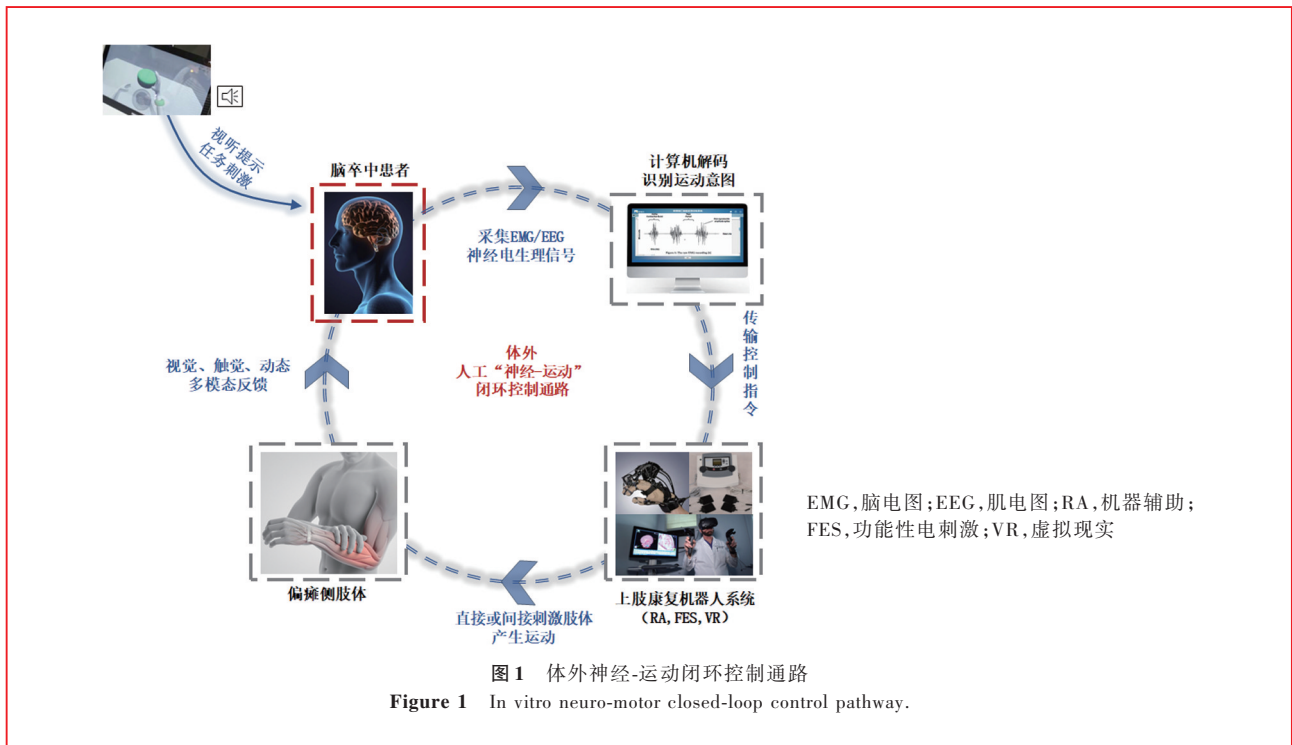 视听提示
任务刺激
脑卒中患者
采集EMG/EEG
神经电生理信号
计算机解码
识别运动意图
传输控制指令
体外
人工“神经-运动”
闭环控制通路
视觉、触觉、动态
多模态反馈
偏瘫侧肢体
直接或间接刺激肢体
产生运动
上肢康复机器人系统
(RA,FES,VR)
EMG,脑电图;EEG,肌电图;RA,机器辅助;
FES,功能性电刺激;VR,虚拟现实
图1 体外神经-运动闭环控制通路
Figure 1 In vitro neuro-motor closed-loop control pathway.